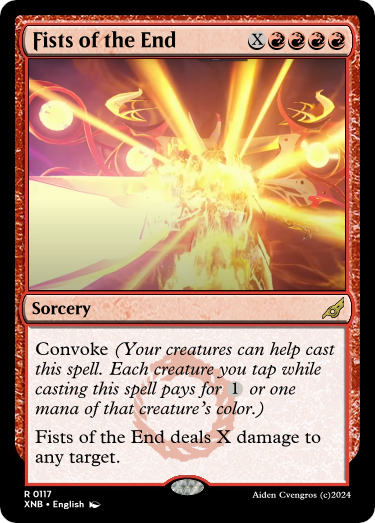 Fists of the End X
Sorcery
Convoke (Your creatures can help cast
this spell. Each creature you tap while
casting this spell pays for 1 or one
mana of that creature's color.)
Fists of the End deals X damage to
any target.
R 0117
XNB • English
Aiden Cvengros (c)2024